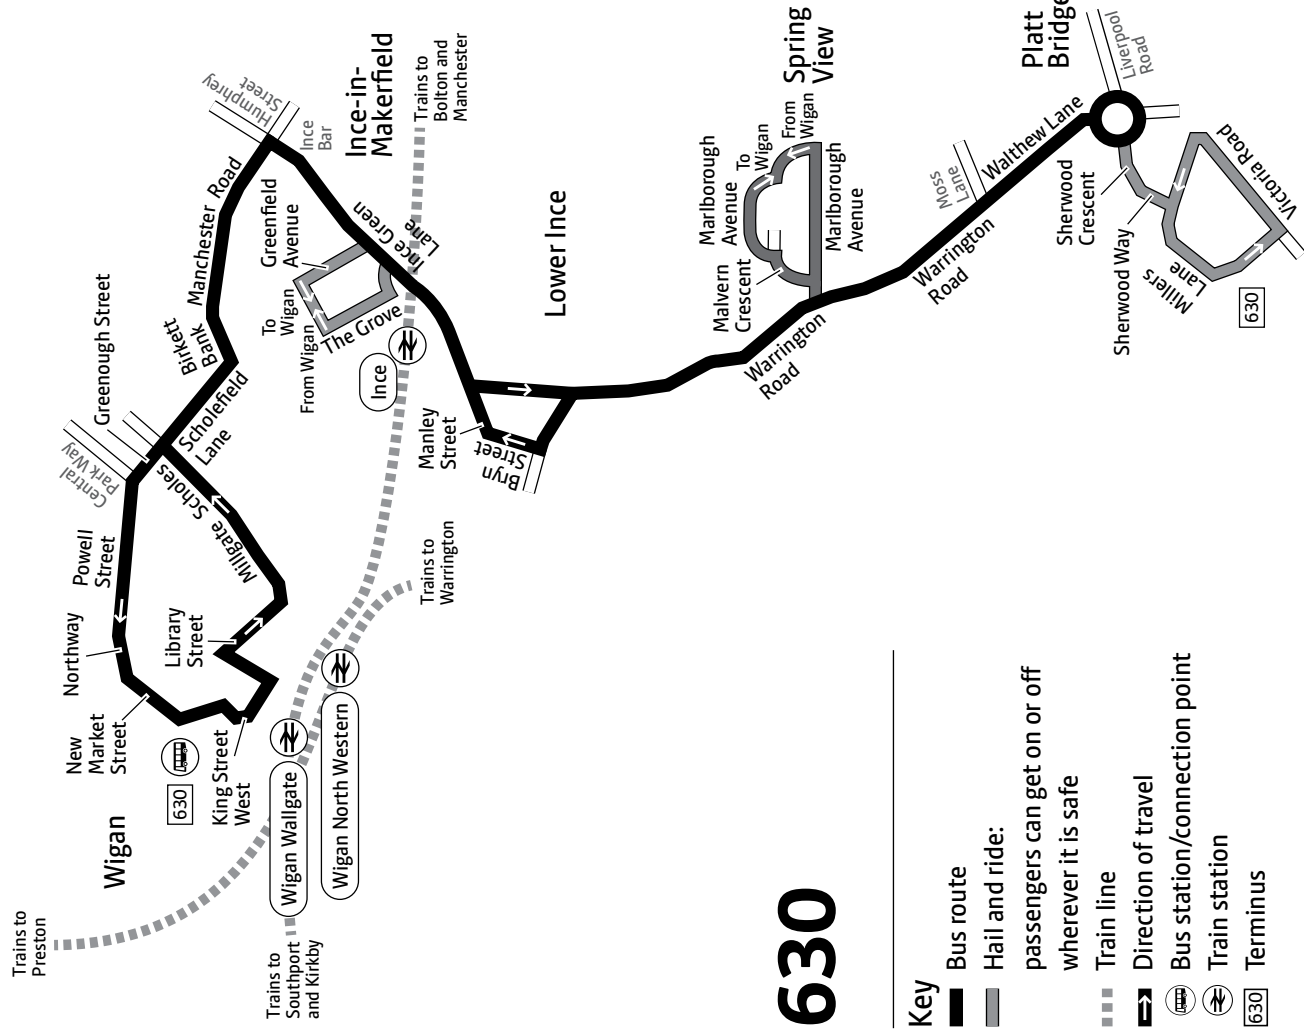 Trains to
Preston
Trains to
Southport
and Kirkby
Wigan
Wigan Wallgate
Wigan North Western
630
New
Market
Street
King Street
West
Northway
Library
Street
Powell
Street
Millgate
Scholes
Central
Park Way
Greenough Street
Scholefield
Lane
Birkett
Bank
Manchester Road
Humphrey
Street
Ince
Bar
Ince-in-
Makerfield
Trains to
Bolton and
Manchester
Greenfield
Avenue
To
Wigan
From Wigan
The Grove
Ince Green
Lane
Ince
Trains to
Warrington
Lower Ince
Manley
Street
Bryn
Street
Warrington
Road
Malvern
Crescent
Marlborough
Avenue
To
Wigan
From
Wigan
Marlborough
Avenue
Spring
View
Warrington
Road
Moss
Lane
Walthew Lane
Platt
Bridge
Liverpool
Road
Sherwood
Crescent
Sherwood Way
Millers
Lane
Victoria Road
630
630
Key
Bus route
Hail and ride:
passengers can get on or off
wherever it is safe
Train line
Direction of travel
Bus station/connection point
Train station
630
Terminus